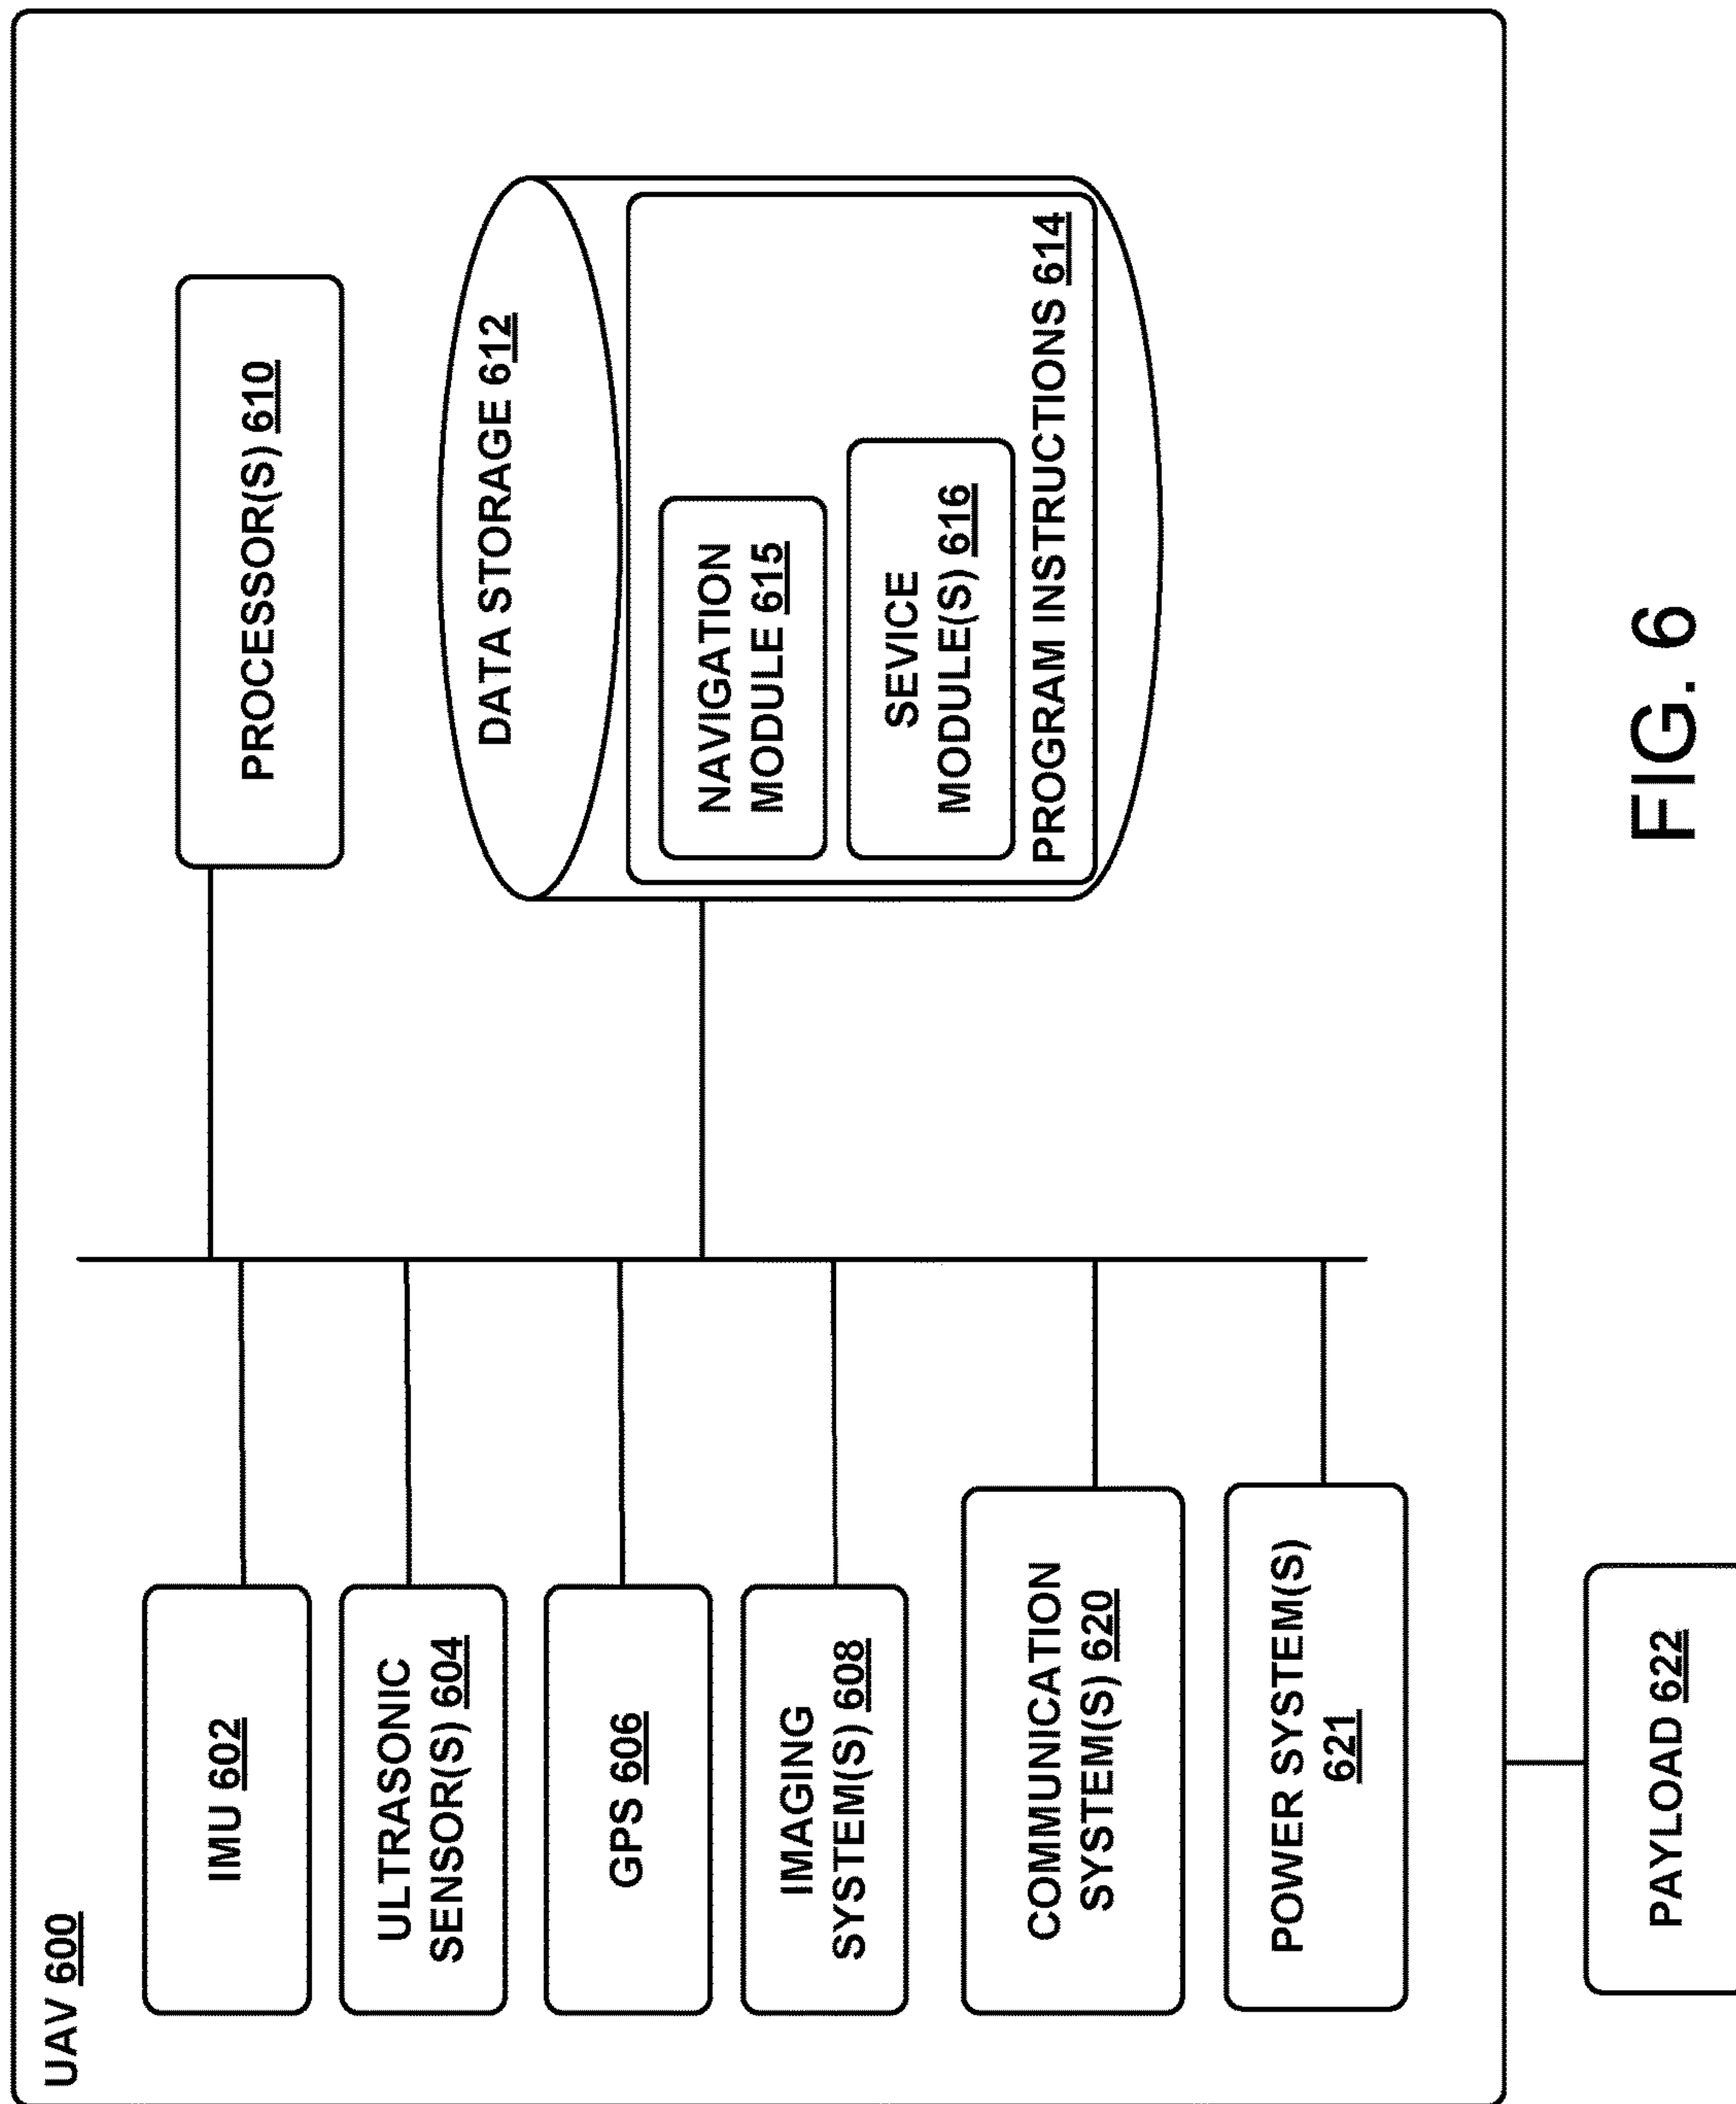 UAV 600
IMU 602
ULTRASONIC
SENSOR(S) 604
GPS 606
IMAGING
SYSTEM(S) 608
COMMUNICATION
SYSTEM(S) 620
POWER SYSTEM(S)
621
PROCESSOR(S) 610
DATA STORAGE 612
NAVIGATION
MODULE 615
SEVICE
MODULE(S) 616
PROGRAM INSTRUCTIONS 614
PAYLOAD 622
FIG. 6